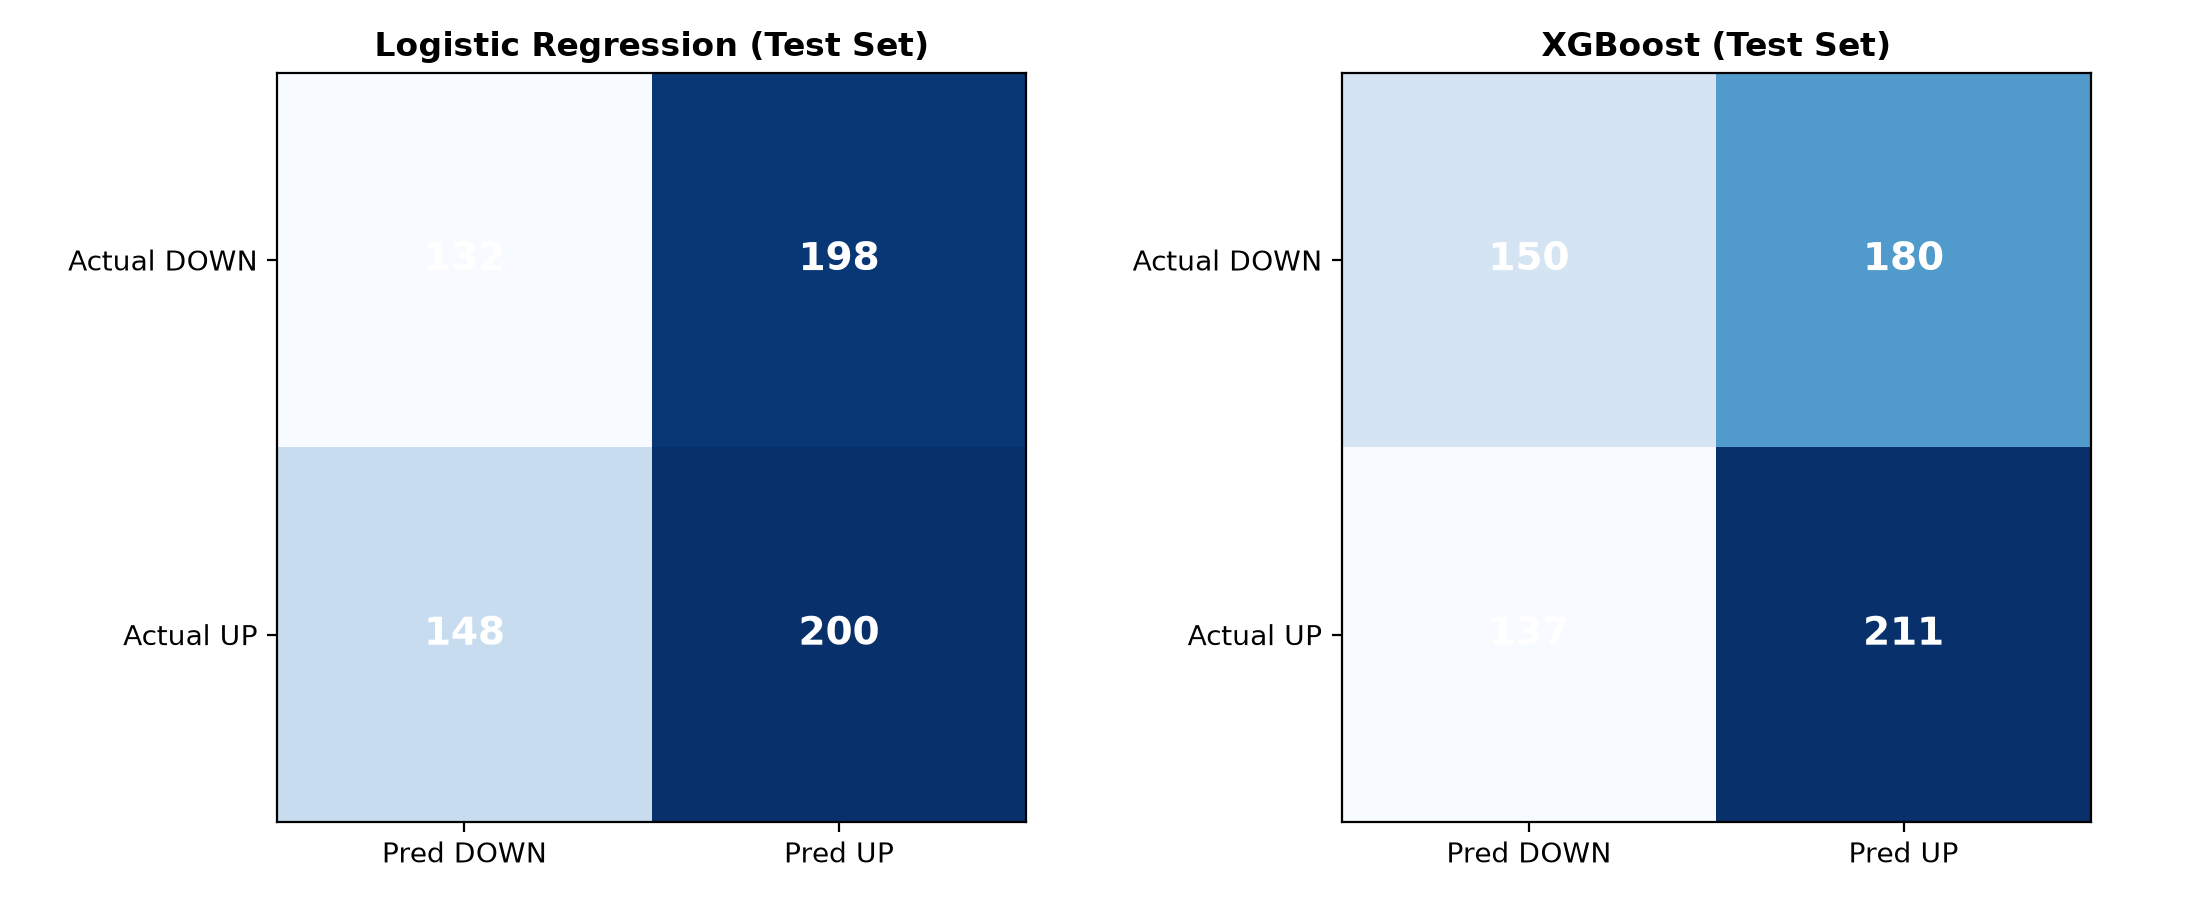 Logistic Regression (Test Set)
Actual DOWN
132
198
Actual UP
148
200
Pred DOWN
Pred UP
XGBoost (Test Set)
Actual DOWN
150
180
Actual UP
137
211
Pred DOWN
Pred UP